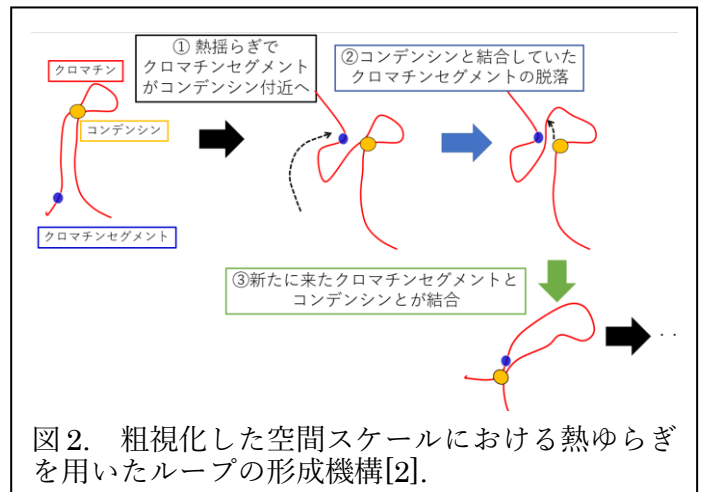 ① 熱揺らぎで
クロマチンセグメント
がコンデンシン付近へ
②コンデンシンと結合していた
クロマチンセグメントの脱落
クロマチン
コンデンシン
クロマチンセグメント
③新たに来たクロマチンセグメントと
コンデンシンとが結合
‥
図2. 粗視化した空間スケールにおける熱ゆらぎ
を用いたループの形成機構[2].